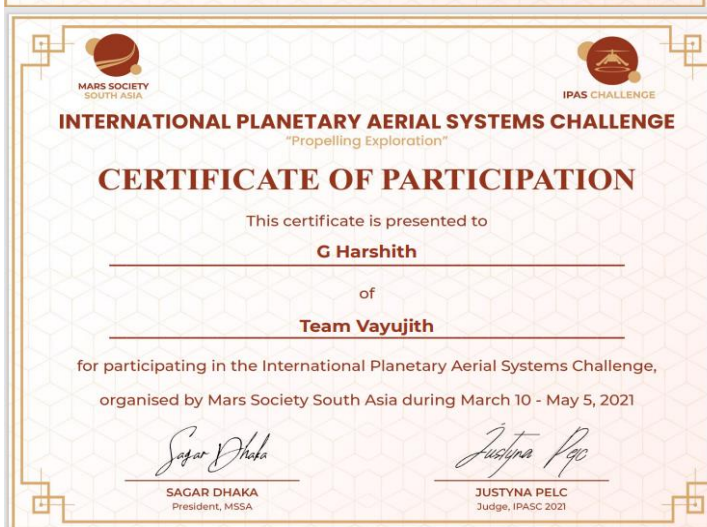 MARS SOCIETY
SOUTH ASIA
IPAS CHALLENGE
INTERNATIONAL PLANETARY AERIAL SYSTEMS CHALLENGE
"Propelling Exploration"
CERTIFICATE OF PARTICIPATION
This certificate is presented to
G Harshith
of
Team Vayujith
for participating in the International Planetary Aerial Systems Challenge,
organised by Mars Society South Asia during March 10 - May 5, 2021
Sagar Dhaka
Justyna Pelc
SAGAR DHAKA
JUSTYNA PELC
President, MSSA
Judge, IPASC 2021